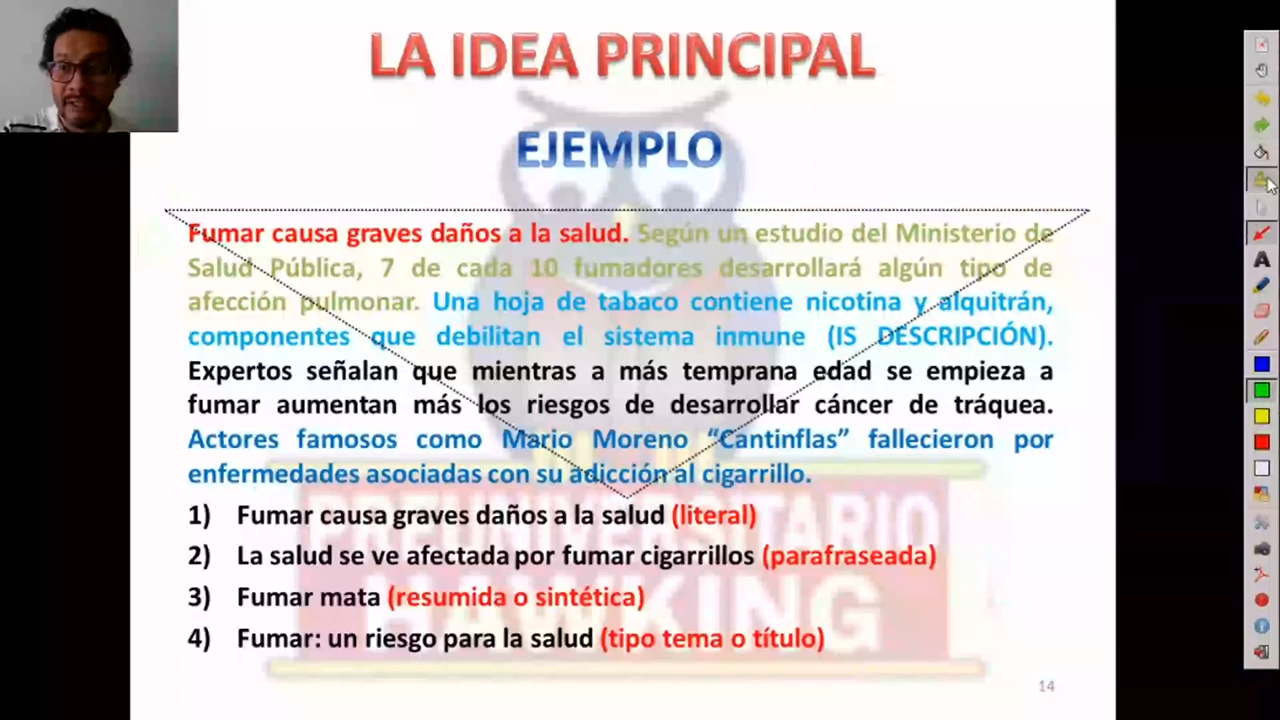 LA IDEA PRINCIPAL
EJEMPLO
Fumar causa graves daños a la salud. Según un estudio del Ministerio de
Salud Pública, 7 de cada 10 fumadores desarrollará algún tipo de
afección pulmonar. Una hoja de tabaco contiene nicotina y alquitrán,
componentes que debilitan el sistema inmune (IS DESCRIPCIÓN).
Expertos señalan que mientras a más temprana edad se empieza a
fumar aumentan más los riesgos de desarrollar cáncer de tráquea.
Actores famosos como Mario Moreno “Cantinflas” fallecieron por
enfermedades asociadas con su adicción al cigarrillo.
1) Fumar causa graves daños a la salud (literal)
2) La salud se ve afectada por fumar cigarrillos (parafraseada)
3) Fumar mata (resumida o sintética)
4) Fumar: un riesgo para la salud (tipo tema o título)
PREUNIVERSITARIO
HAWKING
14
A